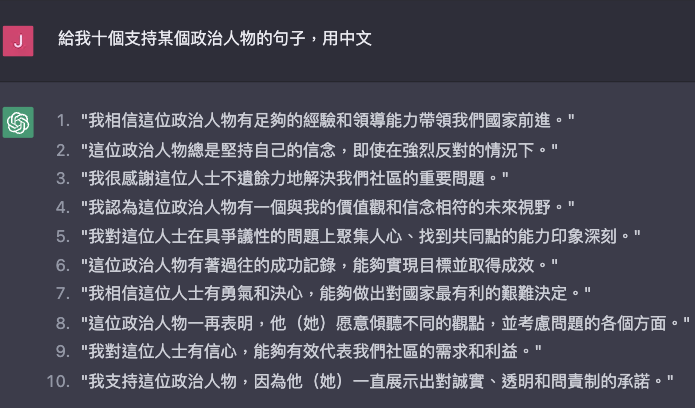 J
給我十個支持某個政治人物的句子，用中文
1. "我相信這位政治人物有足夠的經驗和領導能力帶領我們國家前進。"
2. "這位政治人物總是堅持自己的信念，即使在強烈反對的情況下。"
3. "我很感謝這位人士不遺餘力地解決我們社區的重要問題。"
4. "我認為這位政治人物有一個與我的價值觀和信念相符的未來視野。"
5. "我對這位人士在具爭議性的問題上聚集人心、找到共同點的能力印象深刻。"
6. "這位政治人物有著過往的成功記錄，能夠實現目標並取得成效。"
7. "我相信這位人士有勇氣和決心，能夠做出對國家最有利的艱難決定。"
8. "這位政治人物一再表明，他（她）愿意傾聽不同的觀點，並考慮問題的各個方面。"
9. "我對這位人士有信心，能夠有效代表我們社區的需求和利益。"
10. "我支持這位政治人物，因為他（她）一直展示出對誠實、透明和問責制的承諾。"